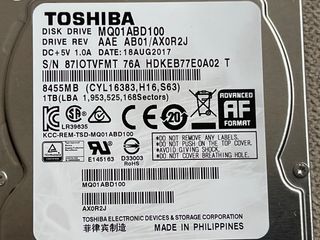 TOSHIBA
DISK DRIVE MQ01ABD100
DRIVE REV AAE AB01/AX0R2J
DC+5V 1.0A DATE:18AUG2017
S/N 87IOTVFMT 76A HDKEB77E0A02 T
8455MB (CYL16383,H16,S63)
1TB(LBA 1,953,525,168Sectors)
ADVANCED
AF
FORMAT
LR39635
KCC-REM-TSD-MQ01ABD100
E145163
D33003
RoHS
*DO NOT REMOVE ANY LABELS.
*DO NOT PUSH ON THE TOP COVER.
*AVOID SHOCKS.
*DO NOT COVER BREATHING HOLE.
MQ01ABD100
AX0R2J
TOSHIBA ELECTRONIC DEVICES & STORAGE CORPORATION
菲律宾制造 MADE IN PHILIPPINES